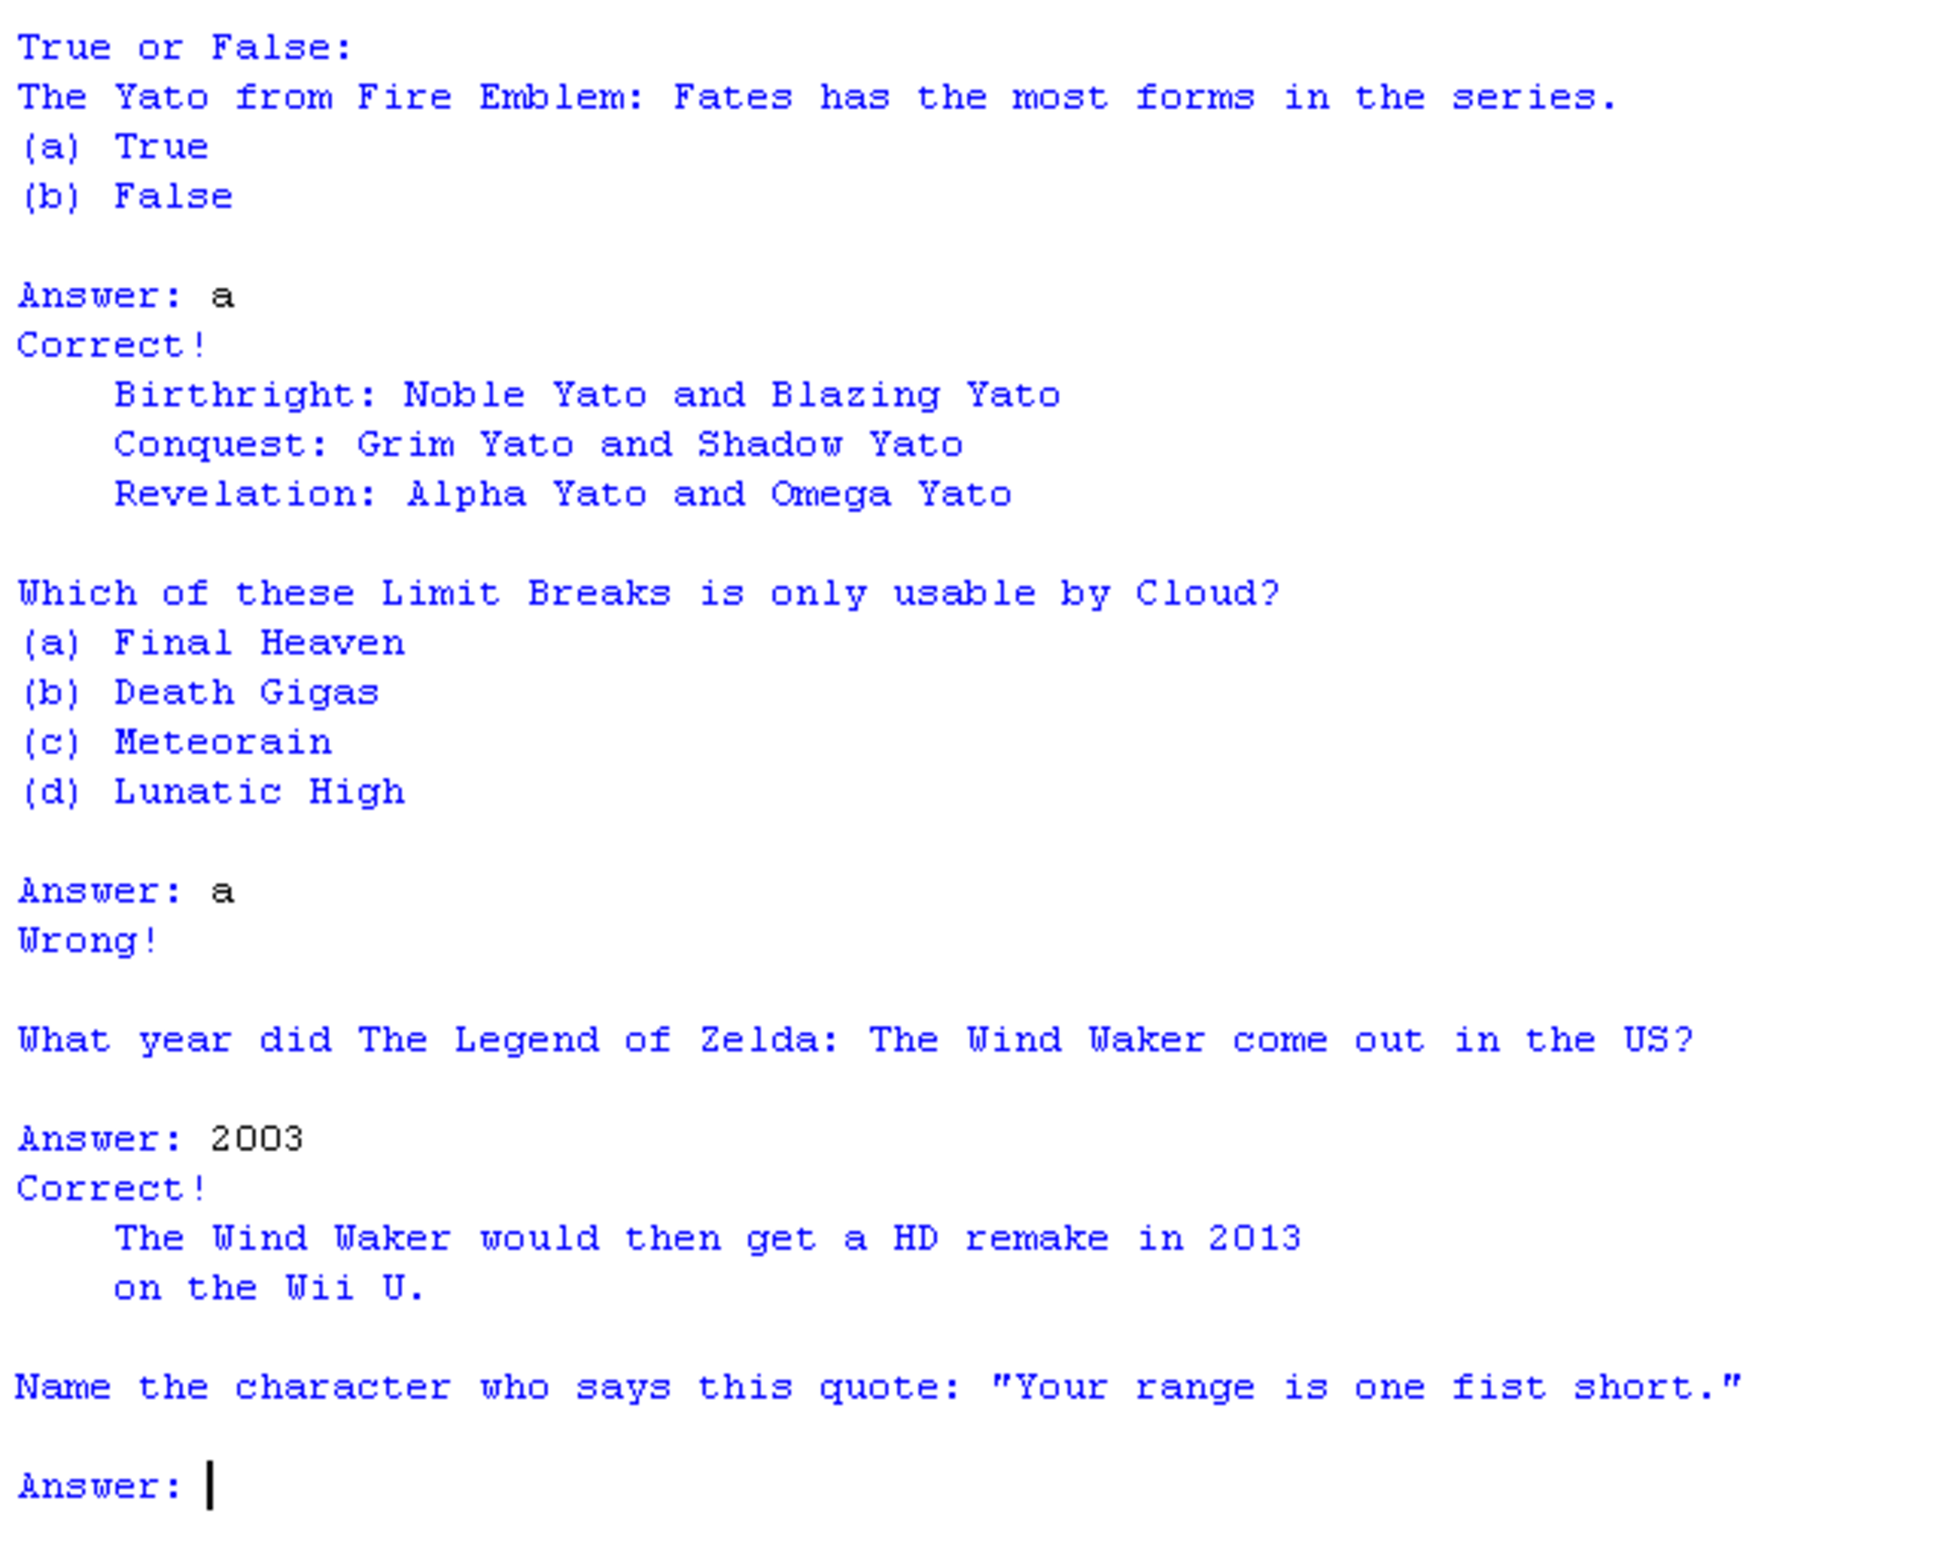 True or False:
The Yato from Fire Emblem: Fates has the most forms in the series.
(a) True
(b) False
Answer: a
Correct!
Birthright: Noble Yato and Blazing Yato
Conquest: Grim Yato and Shadow Yato
Revelation: Alpha Yato and Omega Yato
Which of these Limit Breaks is only usable by Cloud?
(a) Final Heaven
(b) Death Gigas
(c) Meteorain
(d) Lunatic High
Answer: a
Wrong!
What year did The Legend of Zelda: The Wind Waker come out in the US?
Answer: 2003
Correct!
The Wind Waker would then get a HD remake in 2013
on the Wii U.
Name the character who says this quote: "Your range is one fist short."
Answer: